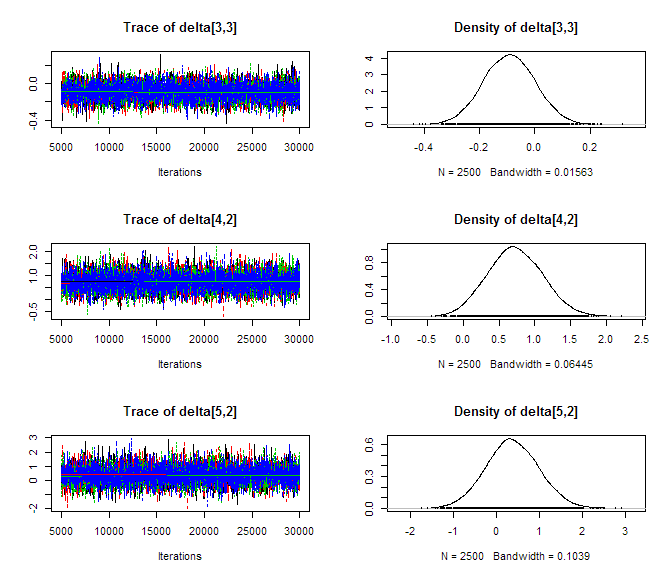 Trace of delta[3,3]
0.0
-0.4
5000 10000 15000 20000 25000 30000
Iterations
Density of delta[3,3]
4
3
2
1
0
-0.4 -0.2 0.0 0.2
N = 2500 Bandwidth = 0.01563
Trace of delta[4,2]
2.0
1.0
-0.5
5000 10000 15000 20000 25000 30000
Iterations
Density of delta[4,2]
0.8
0.4
0.0
-1.0 -0.5 0.0 0.5 1.0 1.5 2.0 2.5
N = 2500 Bandwidth = 0.06445
Trace of delta[5,2]
3
2
1
0
-2
5000 10000 15000 20000 25000 30000
Iterations
Density of delta[5,2]
0.6
0.3
0.0
-2 -1 0 1 2 3
N = 2500 Bandwidth = 0.1039